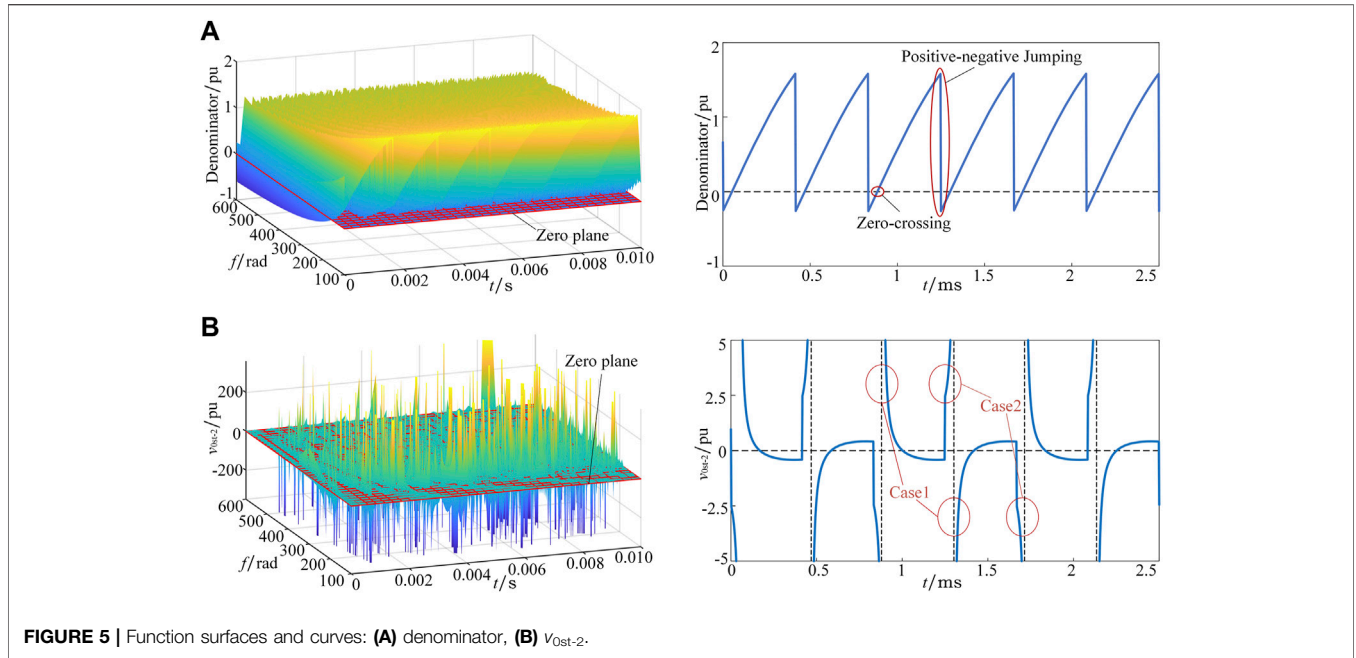 A
Denominator/pu
2
1
0
-1
600
500
400
300
200
100
f/rad
0
0.002
0.004
0.006
0.008
0.010
t/s
Zero plane
Denominator/pu
2
1
0
-1
Positive-negative Jumping
Zero-crossing
0
0.5
1
1.5
2
2.5
t/ms
B
v0st-2/pu
200
0
-200
600
500
400
300
200
100
f/rad
0
0.002
0.004
0.006
0.008
0.010
t/s
Zero plane
v0st-2/pu
5
2.5
0
-2.5
-5
Case1
Case2
0
0.5
1
1.5
2
2.5
t/ms
FIGURE 5 | Function surfaces and curves: (A) denominator, (B) v0st-2.